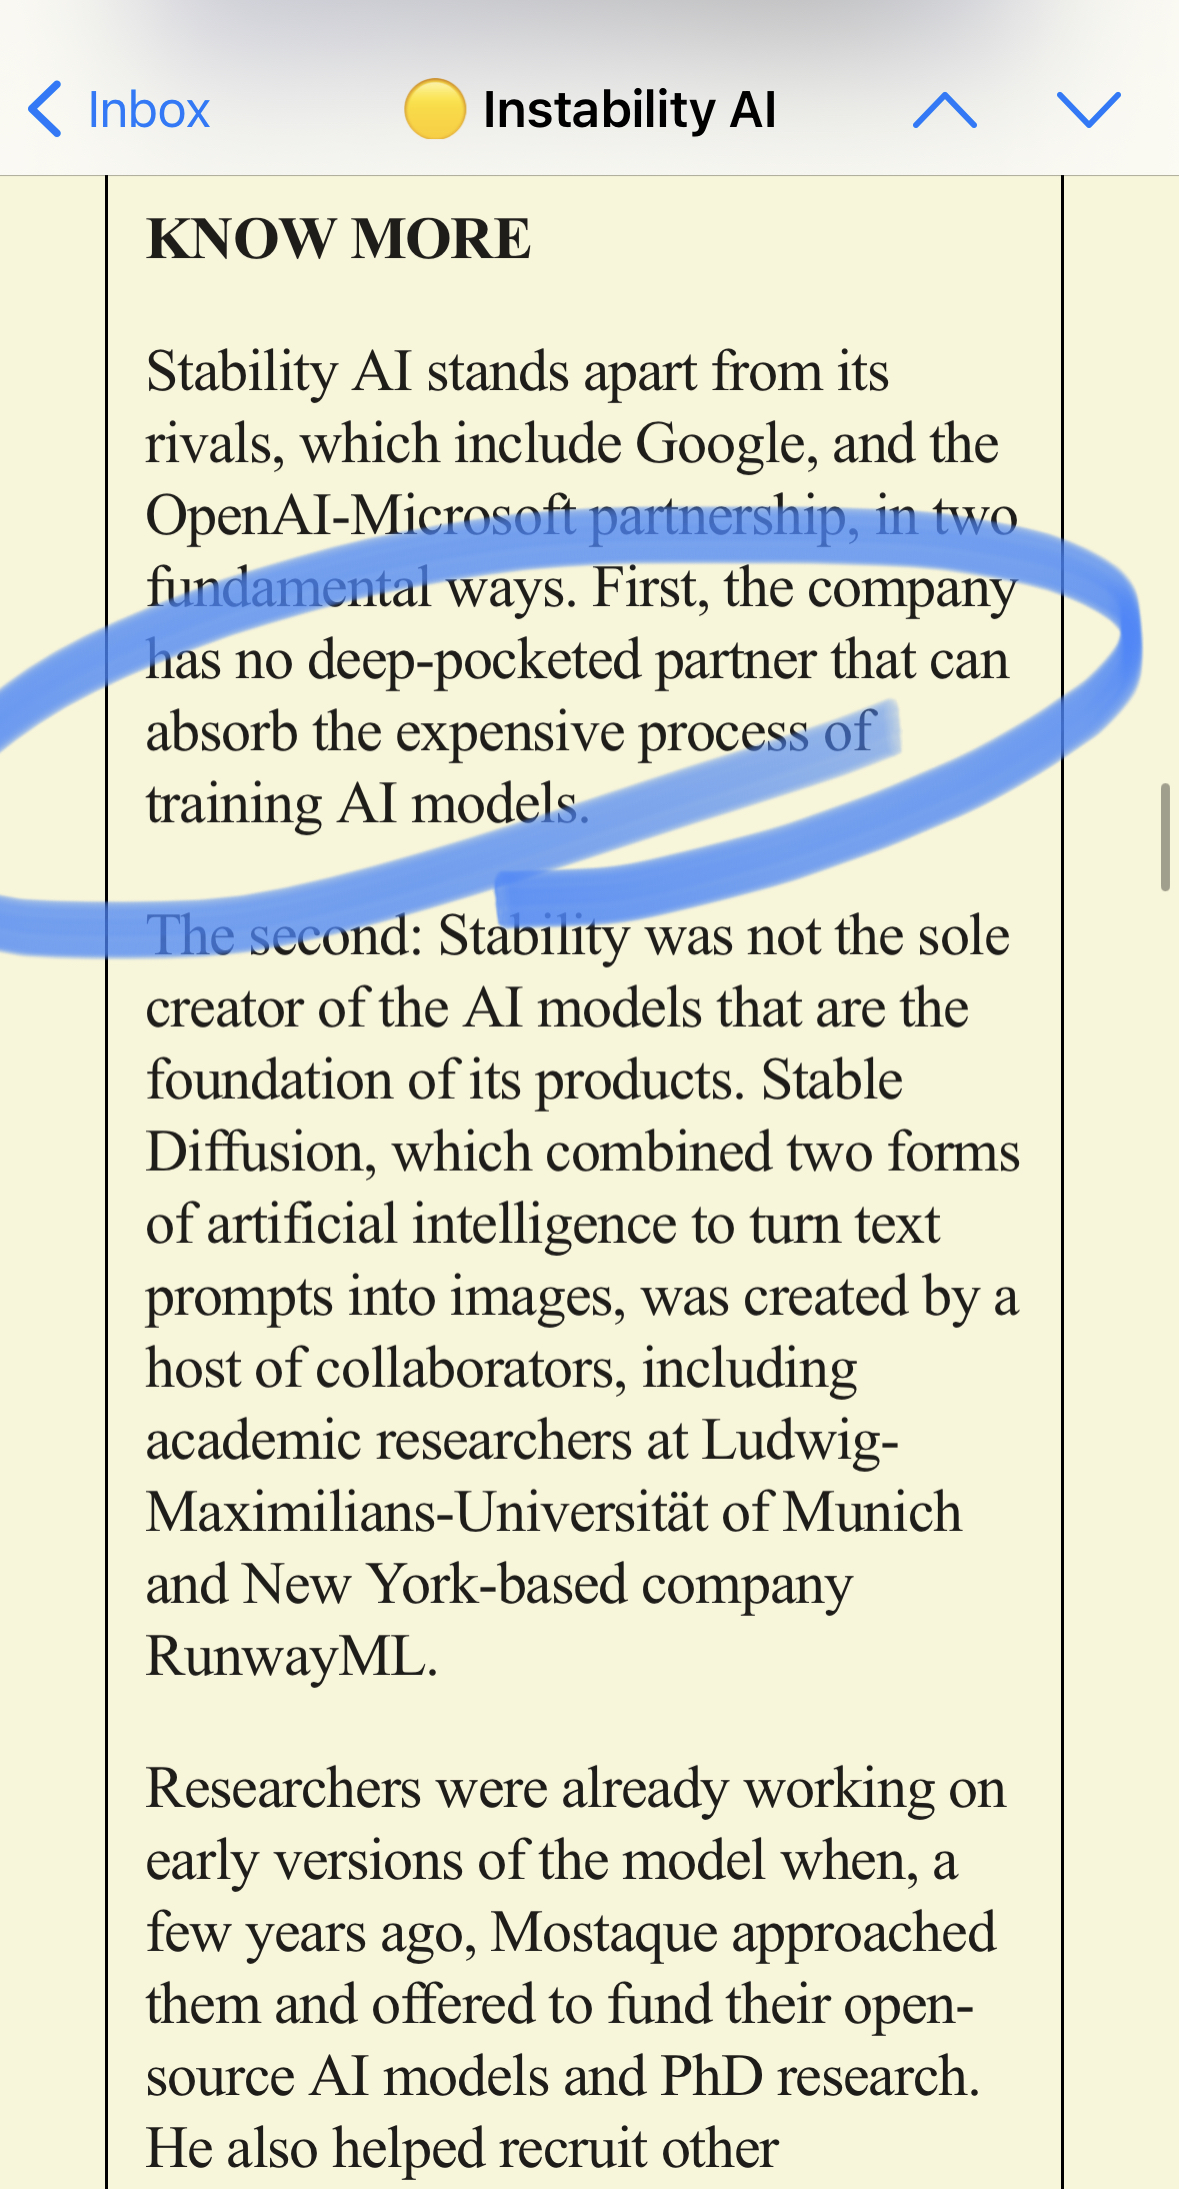 Inbox
Instability AI
KNOW MORE
Stability AI stands apart from its
rivals, which include Google, and the
OpenAI-Microsoft partnership, in two
fundamental ways. First, the company
has no deep-pocketed partner that can
absorb the expensive process of
training AI models.
The second: Stability was not the sole
creator of the AI models that are the
foundation of its products. Stable
Diffusion, which combined two forms
of artificial intelligence to turn text
prompts into images, was created by a
host of collaborators, including
academic researchers at Ludwig-
Maximilians-Universität of Munich
and New York-based company
RunwayML.
Researchers were already working on
early versions of the model when, a
few years ago, Mostaque approached
them and offered to fund their open-
source AI models and PhD research.
He also helped recruit other